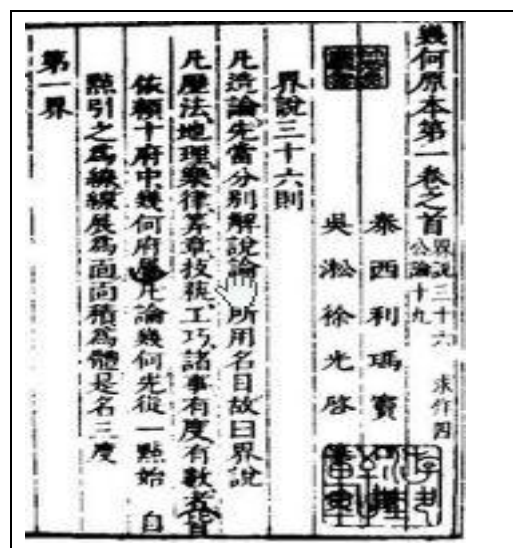 幾何原本第一卷之首 界說三十六 求作四
公論十九
泰西利瑪竇
吳淞徐光啓
界說三十六則
凡造論先當分別解說論所用名目故曰界說
凡歷法地理樂律筭章技藝工巧諸事有度有數者皆
依賴十府中幾何府屬凡論幾何先從一點始 自
點引之爲線線展爲面面積爲體是名三度
第一界